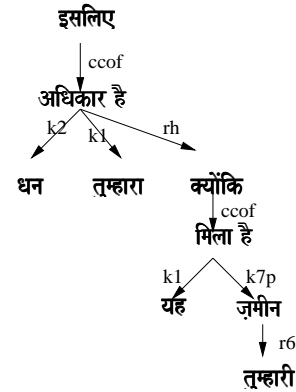 इसलिए
ccof
अधिकार है
k2 k1 rh
धन तुम्हारा क्योंकि
ccof
मिला है
k1 k7p
यह ज़मीन
r6
तुम्हारी